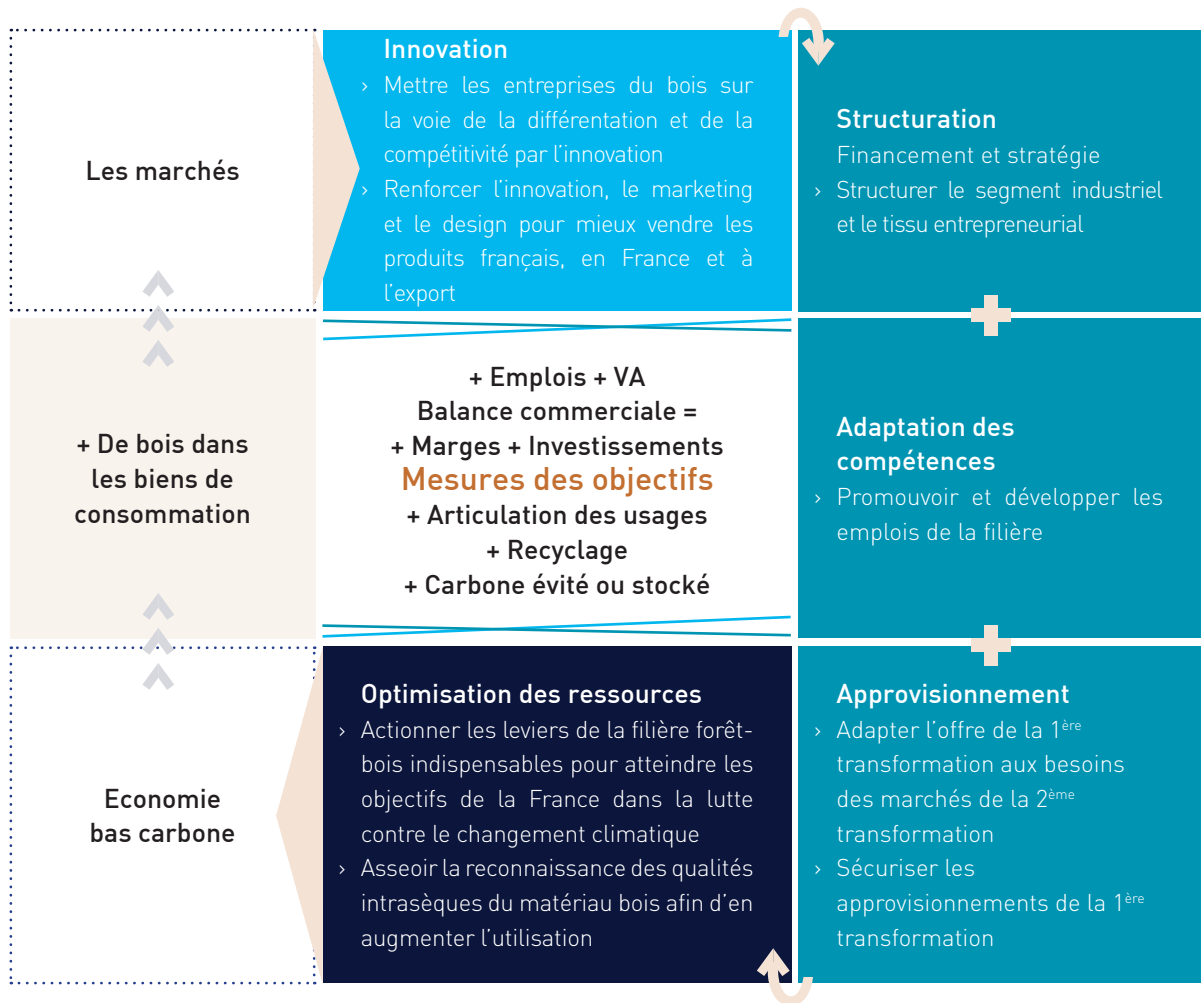 Les marchés
Innovation
› Mettre les entreprises du bois sur
la voie de la différentation et de la
compétitivité par l’innovation
› Renforcer l’innovation, le marketing
et le design pour mieux vendre les
produits français, en France et à
l’export
Structuration
Financement et stratégie
› Structurer le segment industriel
et le tissu entrepreneurial
+ De bois dans
les biens de
consommation
+ Emplois + VA
Balance commerciale =
+ Marges + Investissements
Mesures des objectifs
+ Articulation des usages
+ Recyclage
+ Carbone évité ou stocké
Adaptation des
compétences
› Promouvoir et développer les
emplois de la filière
Economie
bas carbone
Optimisation des ressources
› Actionner les leviers de la filière forêt-
bois indispensables pour atteindre les
objectifs de la France dans la lutte
contre le changement climatique
› Asseoir la reconnaissance des qualités
intrasèques du matériau bois afin d’en
augmenter l’utilisation
Approvisionnement
› Adapter l’offre de la 1ère
transformation aux besoins
des marchés de la 2ème
transformation
› Sécuriser les
approvisionnements de la 1ère
transformation